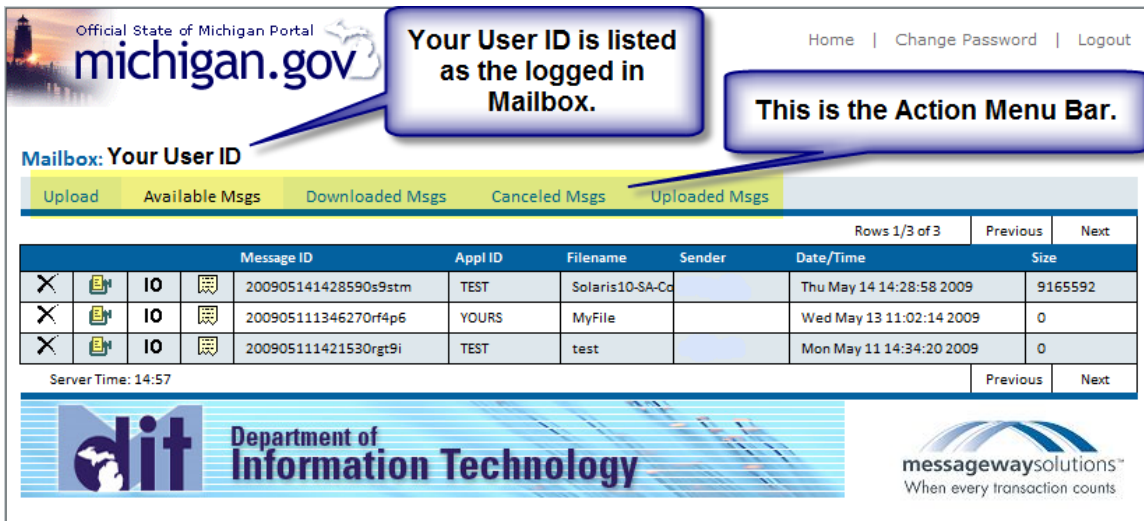 Official State of Michigan Portal
michigan.gov
Your User ID is listed
as the logged in
Mailbox.
Home | Change Password | Logout
This is the Action Menu Bar.
Mailbox: Your User ID
Upload Available Msgs Downloaded Msgs Canceled Msgs Uploaded Msgs
Rows 1/3 of 3 Previous Next
Message ID Appl ID Filename Sender Date/Time Size
IO 200905141428590s9stm TEST Solaris10-SA-Co Thu May 14 14:28:58 2009 9165592
IO 200905111346270rf4p6 YOURS MyFile Wed May 13 11:02:14 2009 0
IO 200905111421530rgt9i TEST test Mon May 11 14:34:20 2009 0
Server Time: 14:57 Previous Next
dit Department of
Information Technology
messagewaysolutions™
When every transaction counts